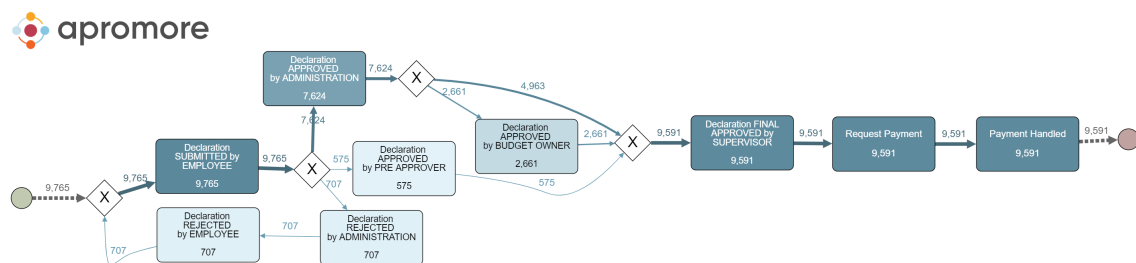 apromore
Declaration
APPROVED
by ADMINISTRATION
7,624
7,624
X
4,963
2,661
7,624
Declaration
APPROVED
by BUDGET OWNER
2,661
2,661
X
9,591
Declaration FINAL
APPROVED by
SUPERVISOR
9,591
9,591
Request Payment
9,591
9,591
Payment Handled
9,591
9,591
Declaration
SUBMITTED by
EMPLOYEE
9,765
9,765
X
575
Declaration
APPROVED
by PRE APPROVER
575
575
9,765
9,765
X
707
Declaration
REJECTED
by EMPLOYEE
707
707
Declaration
REJECTED
by ADMINISTRATION
707
707